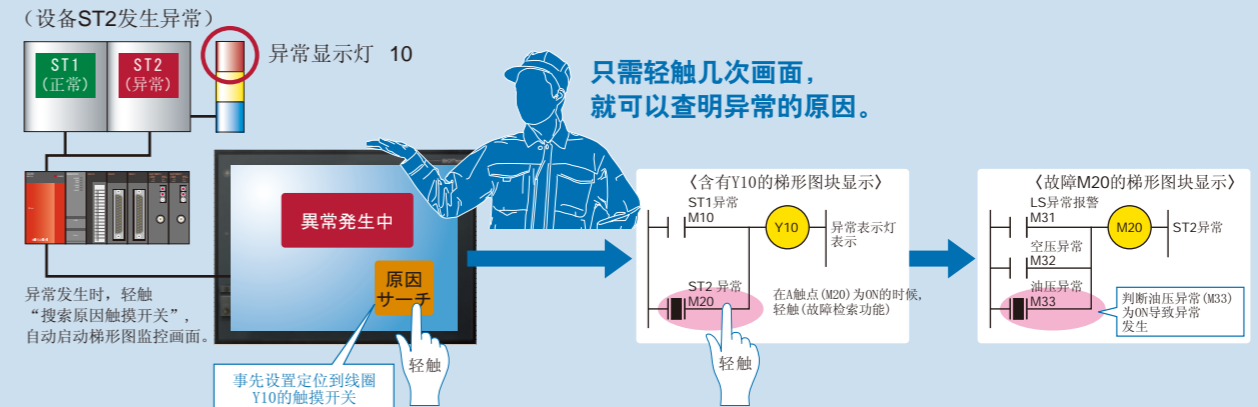 （设备ST2发生异常）
ST1
（正常）
ST2
（异常）
异常显示灯 10
只需轻触几次画面，
就可以查明异常的原因。
異常発生中
原因
サーチ
轻触
异常发生时，轻触
“搜索原因触摸开关”，
自动启动梯形图监控画面。
事先设置定位到线圈
Y10的触摸开关
〈含有Y10的梯形图块显示〉
ST1异常
M10
Y10
异常表示灯
表示
ST2 异常
M20
在A触点(M20)为ON的时候，
轻触(故障检索功能)
轻触
〈故障M20的梯形图块显示〉
LS异常报警
M31
M20
ST2异常
空压异常
M32
油压异常
M33
判断油压异常(M33)
为ON导致异常
发生